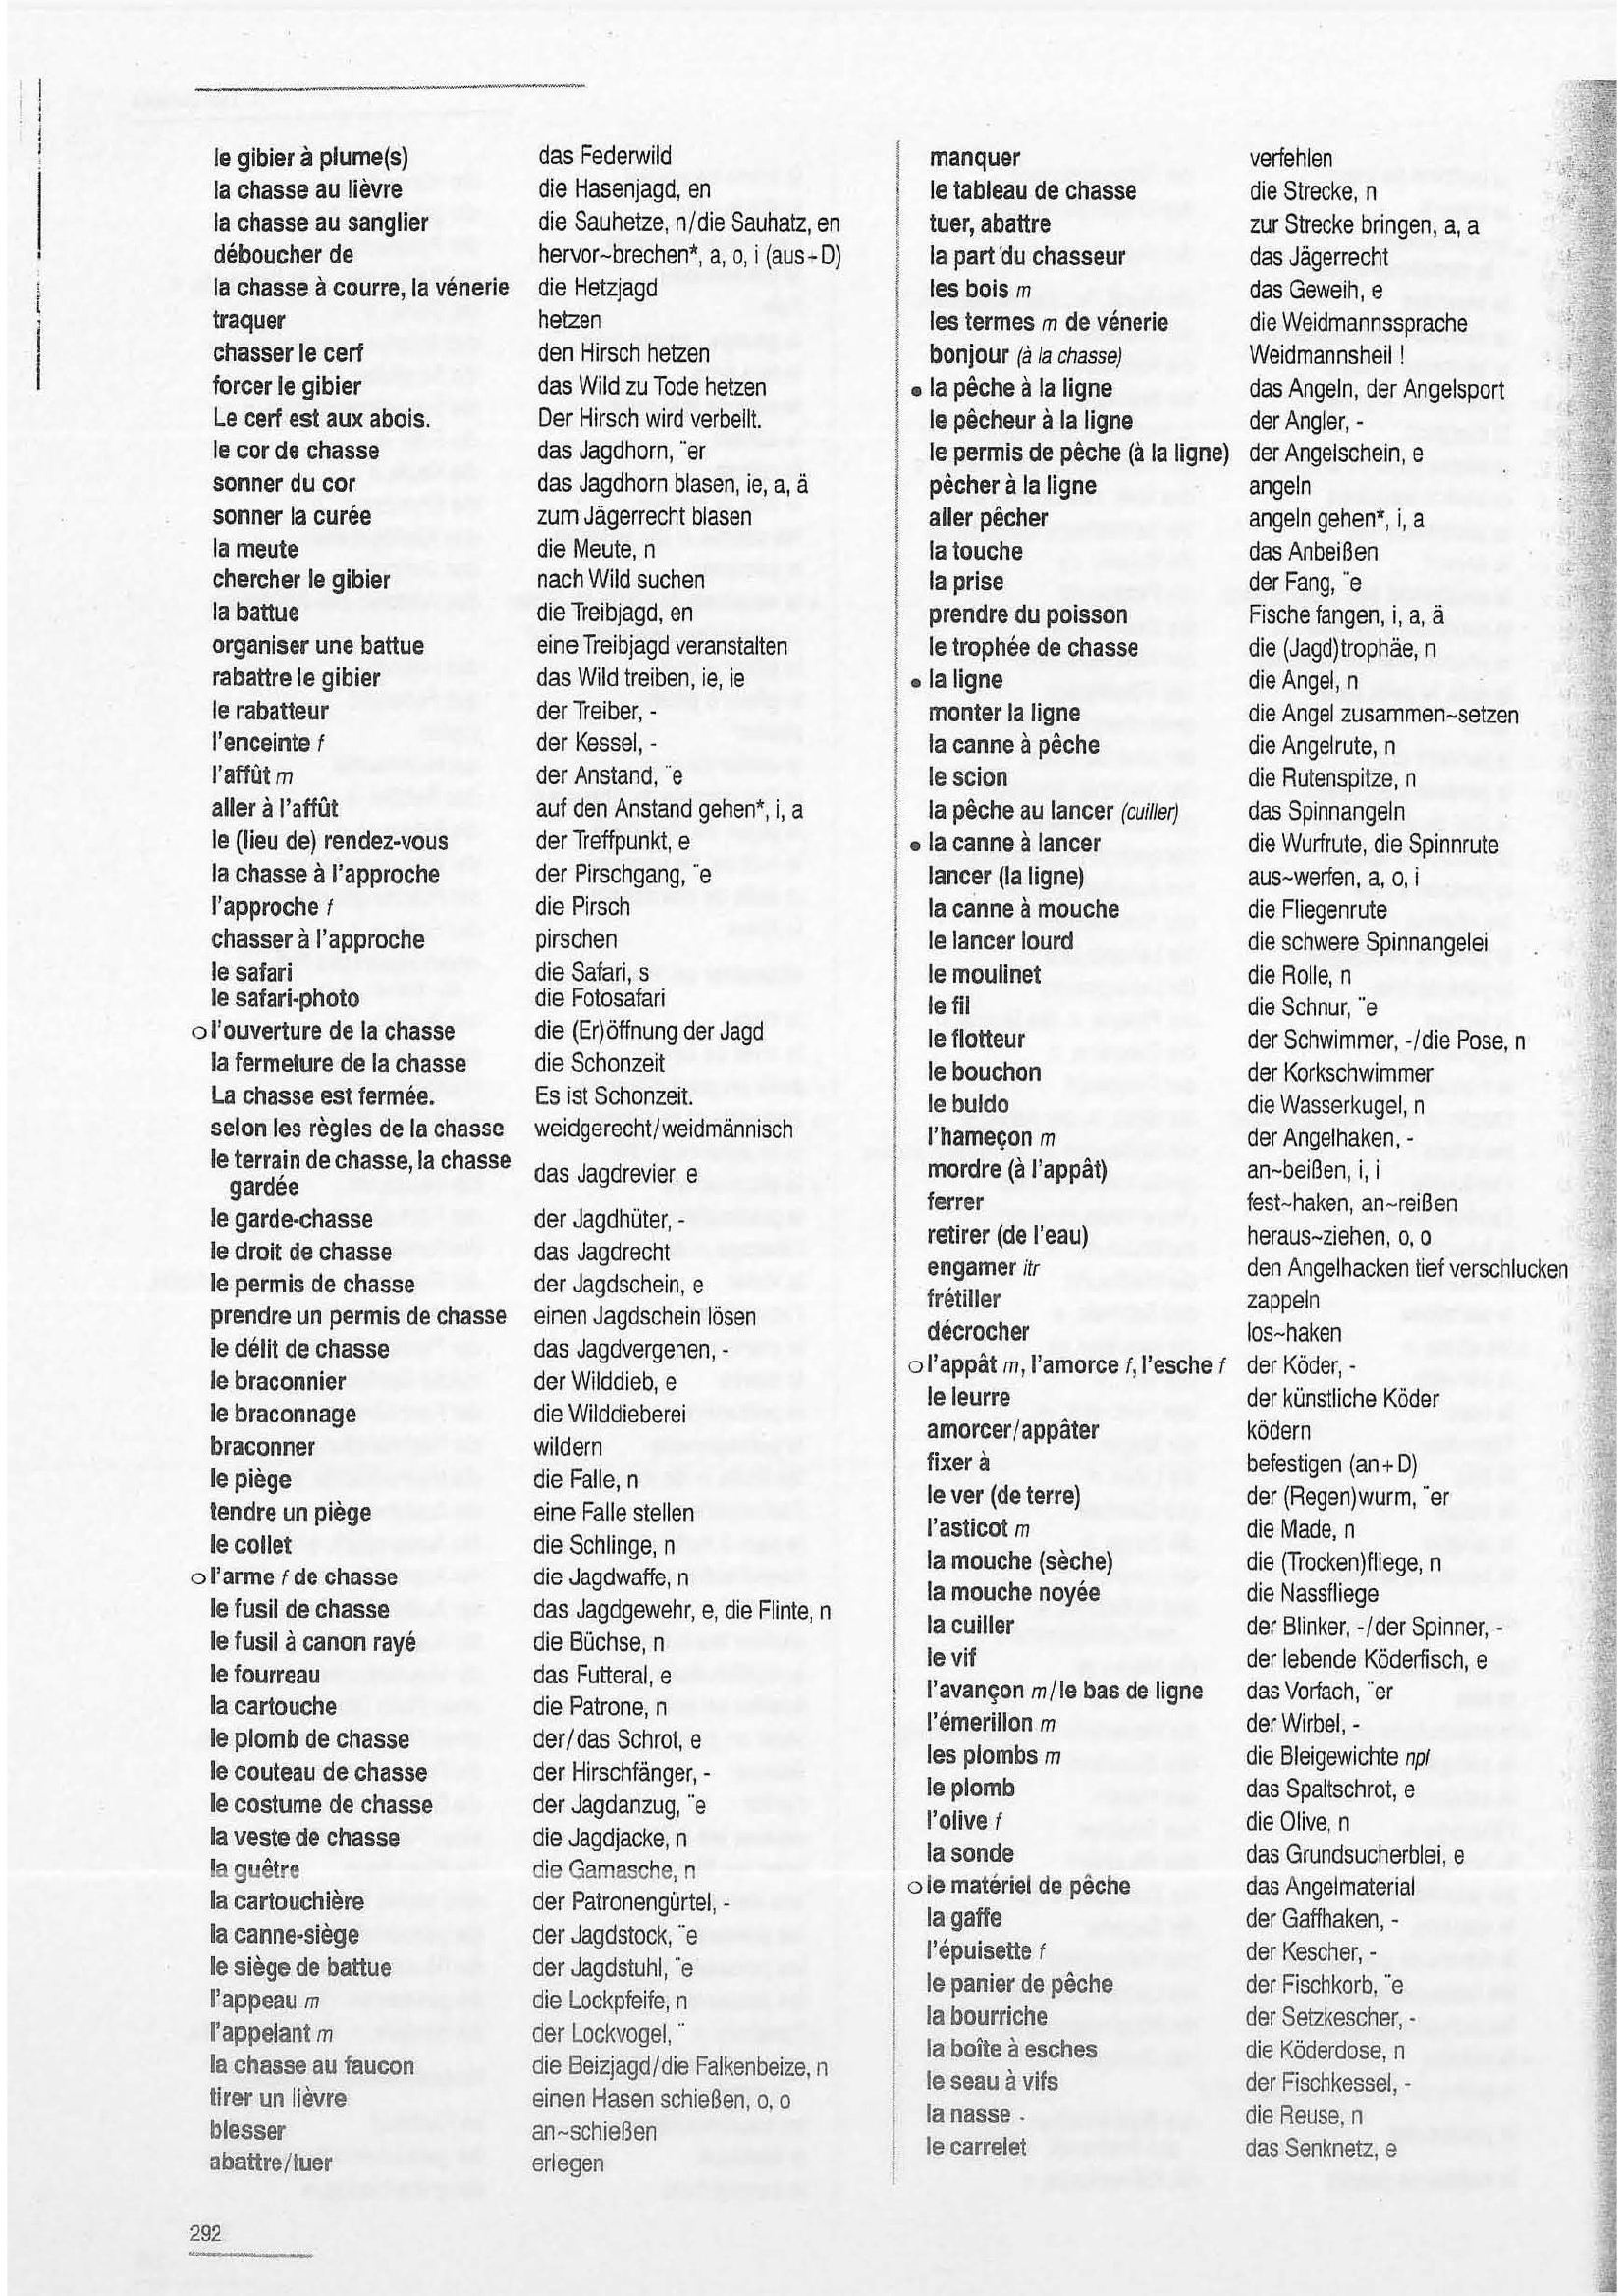 le gibier à plume(s) das Federwild
la chasse au lièvre die Hasenjagd, en
la chasse au sanglier die Sauhetze, n/die Sauhatz, en
déboucher de hervor~brechen*, a, o, i (aus+D)
la chasse à courre, la vénerie die Hetzjagd
traquer hetzen
chasser le cerf den Hirsch hetzen
forcer le gibier das Wild zu Tode hetzen
Le cerf est aux abois. Der Hirsch wird verbellt.
le cor de chasse das Jagdhorn, ¨er
sonner du cor das Jagdhorn blasen, ie, a, ä
sonner la curée zum Jägerrecht blasen
la meute die Meute, n
chercher le gibier nach Wild suchen
la battue die Treibjagd, en
organiser une battue eine Treibjagd veranstalten
rabattre le gibier das Wild treiben, ie, ie
le rabatteur der Treiber, -
l'enceinte f der Kessel, -
l'affût m der Anstand, ¨e
aller à l'affût auf den Anstand gehen*, i, a
le (lieu de) rendez-vous der Treffpunkt, e
la chasse à l'approche der Pirschgang, ¨e
l'approche f die Pirsch
chasser à l'approche pirschen
le safari die Safari, s
le safari-photo die Fotosafari
o l'ouverture de la chasse die (Er)öffnung der Jagd
la fermeture de la chasse die Schonzeit
La chasse est fermée. Es ist Schonzeit.
selon les règles de la chasse weidgerecht/weidmännisch
le terrain de chasse, la chasse
gardée das Jagdrevier, e
le garde-chasse der Jagdhüter, -
le droit de chasse das Jagdrecht
le permis de chasse der Jagdschein, e
prendre un permis de chasse einen Jagdschein lösen
le délit de chasse das Jagdvergehen, -
le braconnier der Wilddieb, e
le braconnage die Wilddieberei
braconner wildern
le piège die Falle, n
tendre un piège eine Falle stellen
le collet die Schlinge, n
o l'arme f de chasse die Jagdwaffe, n
le fusil de chasse das Jagdgewehr, e, die Flinte, n
le fusil à canon rayé die Büchse, n
le fourreau das Futteral, e
la cartouche die Patrone, n
le plomb de chasse der/das Schrot, e
le couteau de chasse der Hirschfänger, -
le costume de chasse der Jagdanzug, ¨e
la veste de chasse die Jagdjacke, n
la guêtre die Gamasche, n
la cartouchière der Patronengürtel, -
la canne-siège der Jagdstock, ¨e
le siège de battue der Jagdstuhl, ¨e
l'appeau m die Lockpfeife, n
l'appelant m der Lockvogel, ¨
la chasse au faucon die Beizjagd/die Falkenbeize, n
tirer un lièvre einen Hasen schießen, o, o
blesser an~schießen
abattre/tuer erlegen
manquer verfehlen
le tableau de chasse die Strecke, n
tuer, abattre zur Strecke bringen, a, a
la part du chasseur das Jägerrecht
les bois m das Geweih, e
les termes m de vénerie die Weidmannssprache
bonjour (à la chasse) Weidmannsheil !
• la pêche à la ligne das Angeln, der Angelsport
le pêcheur à la ligne der Angler, -
le permis de pêche (à la ligne) der Angelschein, e
pêcher à la ligne angeln
aller pêcher angeln gehen*, i, a
la touche das Anbeißen
la prise der Fang, ¨e
prendre du poisson Fische fangen, i, a, ä
le trophée de chasse die (Jagd)trophäe, n
• la ligne die Angel, n
monter la ligne die Angel zusammen~setzen
la canne à pêche die Angelrute, n
le scion die Rutenspitze, n
la pêche au lancer (cuiller) das Spinnangeln
• la canne à lancer die Wurfrute, die Spinnrute
lancer (la ligne) aus~werfen, a, o, i
la canne à mouche die Fliegenrute
le lancer lourd die schwere Spinnangelei
le moulinet die Rolle, n
le fil die Schnur, ¨e
le flotteur der Schwimmer, -/die Pose, n
le bouchon der Korkschwimmer
le buldo die Wasserkugel, n
l'hameçon m der Angelhaken, -
mordre (à l'appât) an~beißen, i, i
ferrer fest~haken, an~reißen
retirer (de l'eau) heraus~ziehen, o, o
engamer itr den Angelhacken tief verschlucken
frétiller zappeln
décrocher los~haken
o l'appât m, l'amorce f, l'esche f der Köder, -
le leurre der künstliche Köder
amorcer/appâter ködern
fixer à befestigen (an+D)
le ver (de terre) der (Regen)wurm, ¨er
l'asticot m die Made, n
la mouche (sèche) die (Trocken)fliege, n
la mouche noyée die Nassfliege
la cuiller der Blinker, -/der Spinner, -
le vif der lebende Köderfisch, e
l'avançon m/le bas de ligne das Vorfach, ¨er
l'émerillon m der Wirbel, -
les plombs m die Bleigewichte npl
le plomb das Spaltschrot, e
l'olive f die Olive, n
la sonde das Grundsucherblei, e
o le matériel de pêche das Angelmaterial
la gaffe der Gaffhaken, -
l'épuisette f der Kescher, -
le panier de pêche der Fischkorb, ¨e
la bourriche der Setzkescher, -
la boîte à esches die Köderdose, n
le seau à vifs der Fischkessel, -
la nasse die Reuse, n
le carrelet das Senknetz, e
292